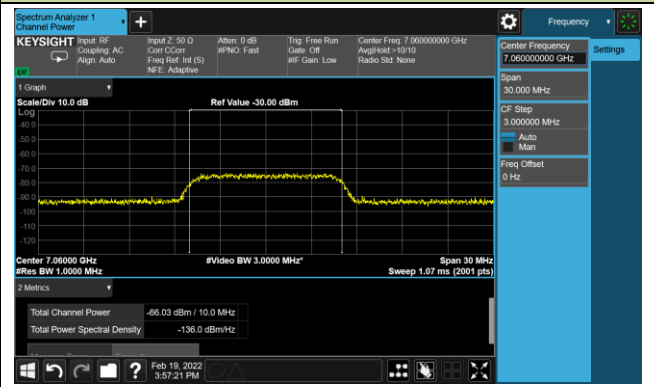 Spectrum Analyzer 1
Channel Power
+
Frequency
KEYSIGHT
Input: RF
Coupling: AC
Align: Auto
Input Z: 50 Ω
Corr CCorr
Freq Ref: Int (S)
NFE: Adaptive
Atten: 0 dB
#PNO: Fast
Trig: Free Run
Gate: Off
#IF Gain: Low
Center Freq: 7.060000000 GHz
Avg|Hold:>10/10
Radio Std: None
Center Frequency
7.060000000 GHz
Settings
Span
30.000 MHz
CF Step
3.000000 MHz
Auto
Man
Freq Offset
0 Hz
1 Graph
Scale/Div 10.0 dB
Ref Value -30.00 dBm
Log
-40.0
-50.0
-60.0
-70.0
-80.0
-90.0
-100
-110
-120
Center 7.06000 GHz
#Video BW 3.0000 MHz*
Span 30 MHz
#Res BW 1.0000 MHz
Sweep 1.07 ms (2001 pts)
2 Metrics
Total Channel Power -66.03 dBm / 10.0 MHz
Total Power Spectral Density -136.0 dBm/Hz
?
Feb 19, 2022
3:57:21 PM